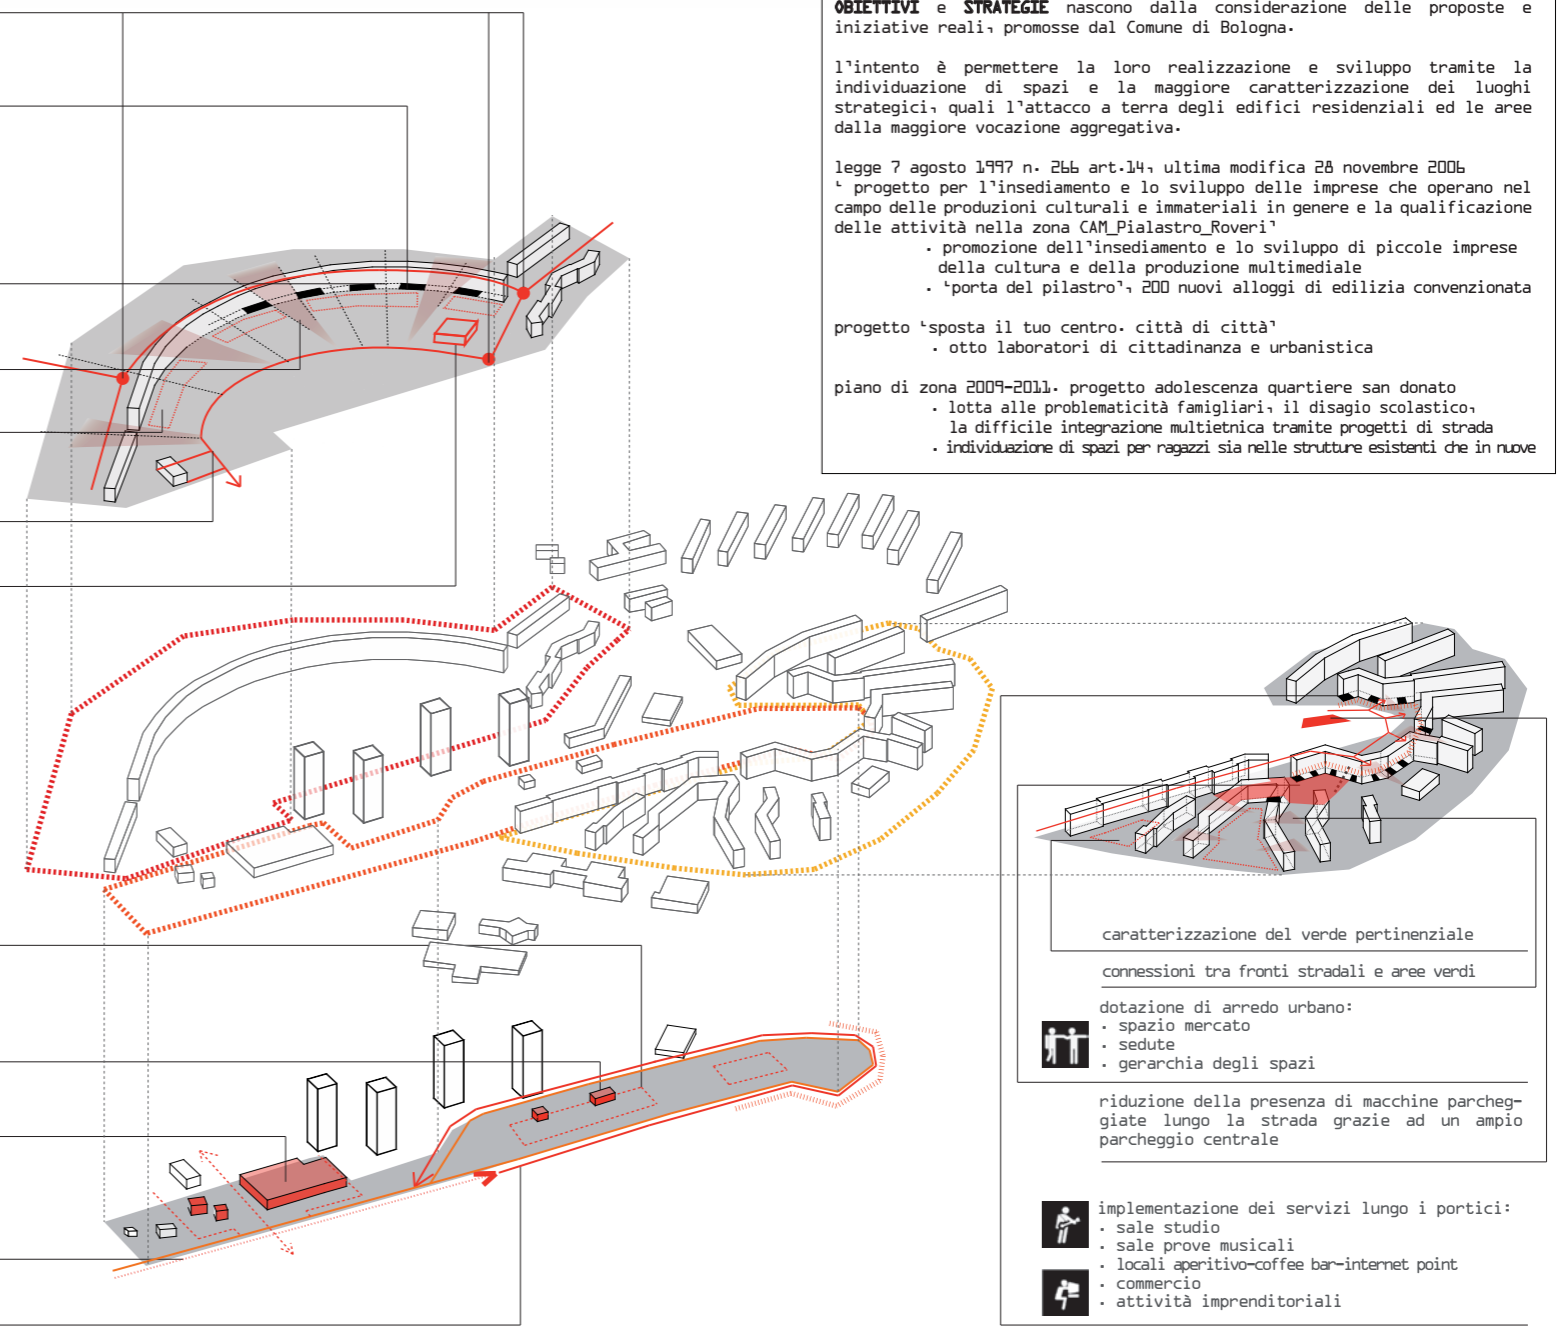 OBIETTIVI e STRATEGIE nascono dalla considerazione delle proposte e
iniziative reali, promosse dal Comune di Bologna.
l'intento è permettere la loro realizzazione e sviluppo tramite la
individuazione di spazi e la maggiore caratterizzazione dei luoghi
strategici, quali l'attacco a terra degli edifici residenziali ed le aree
dalla maggiore vocazione aggregativa.
legge 7 agosto 1997 n. 266 art.14, ultima modifica 28 novembre 2006
‘ progetto per l'insediamento e lo sviluppo delle imprese che operano nel
campo delle produzioni culturali e immateriali in genere e la qualificazione
delle attività nella zona CAM_Pialastro_Roveri’
. promozione dell'insediamento e lo sviluppo di piccole imprese
della cultura e della produzione multimediale
. ‘porta del pilastro’, 200 nuovi alloggi di edilizia convenzionata
progetto ‘sposta il tuo centro. città di città’
. otto laboratori di cittadinanza e urbanistica
piano di zona 2009-2011. progetto adolescenza quartiere san donato
. lotta alle problematicità famigliari, il disagio scolastico,
la difficile integrazione multietnica tramite progetti di strada
. individuazione di spazi per ragazzi sia nelle strutture esistenti che in nuove
caratterizzazione del verde pertinenziale
connessioni tra fronti stradali e aree verdi
dotazione di arredo urbano:
. spazio mercato
. sedute
. gerarchia degli spazi
riduzione della presenza di macchine parcheg-
giate lungo la strada grazie ad un ampio
parcheggio centrale
implementazione dei servizi lungo i portici:
. sale studio
. sale prove musicali
. locali aperitivo-coffee bar-internet point
. commercio
. attività imprenditoriali